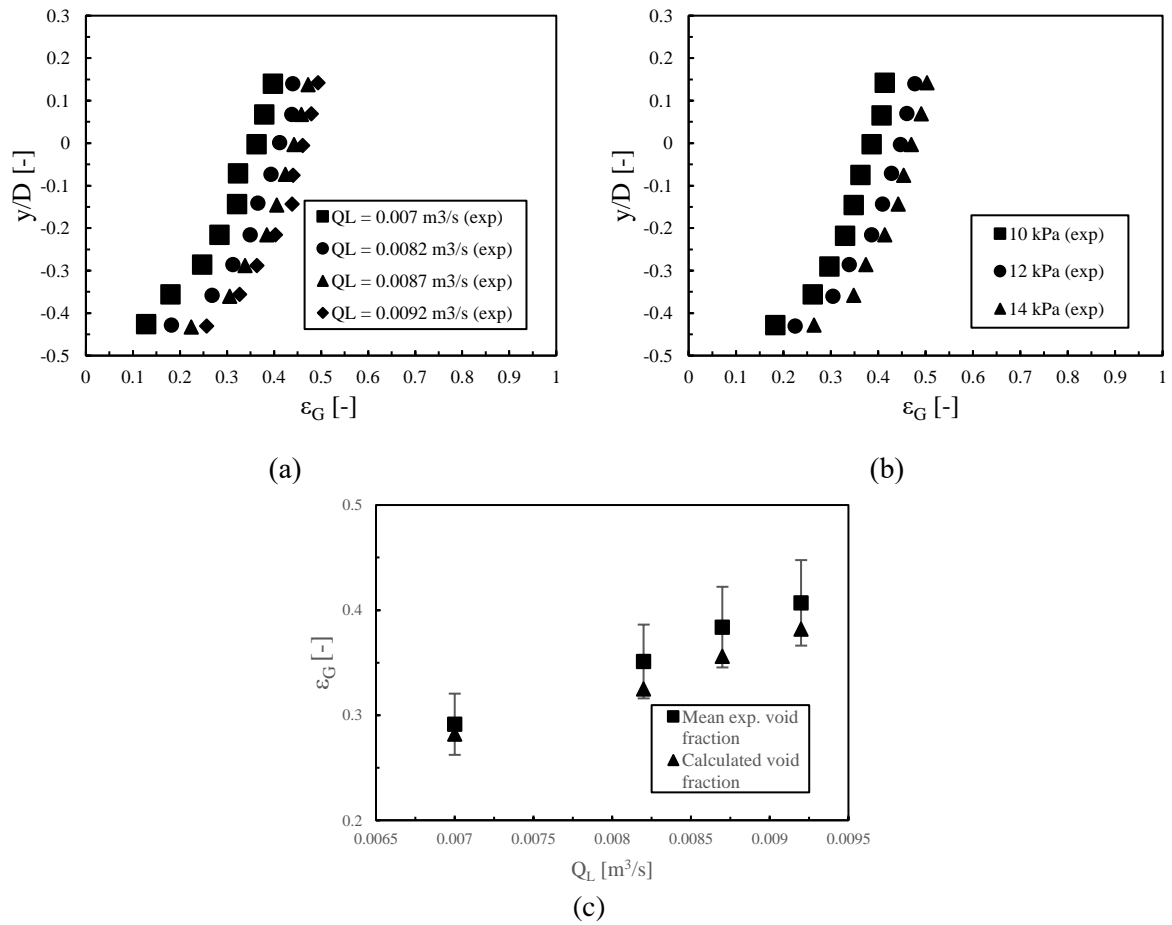 0.3
0.2
0.1
0
-0.1
-0.2
-0.3
-0.4
-0.5
y/D [-]
QL = 0.007 m3/s (exp)
QL = 0.0082 m3/s (exp)
QL = 0.0087 m3/s (exp)
QL = 0.0092 m3/s (exp)
0 0.1 0.2 0.3 0.4 0.5 0.6 0.7 0.8 0.9 1
εG [-]
(a)
0.3
0.2
0.1
0
-0.1
-0.2
-0.3
-0.4
-0.5
y/D [-]
10 kPa (exp)
12 kPa (exp)
14 kPa (exp)
0 0.1 0.2 0.3 0.4 0.5 0.6 0.7 0.8 0.9 1
εG [-]
(b)
0.5
0.4
0.3
0.2
εG [-]
Mean exp. void
fraction
Calculated void
fraction
0.0065 0.007 0.0075 0.008 0.0085 0.009 0.0095
QL [m³/s]
(c)